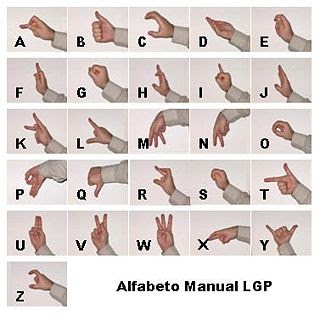 A B C D E
F G H I J
K L M N O
P Q R S T
U V W X Y
Z Alfabeto Manual LGP